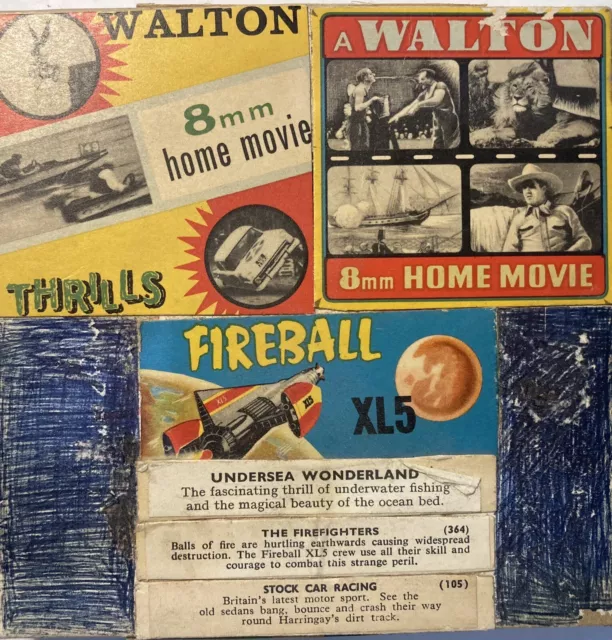 WALTON
8mm
home movie
THRILLS
A WALTON
8mm HOME MOVIE
FIREBALL
XL5
XL5
XL5
UNDERSEA WONDERLAND
The fascinating thrill of underwater fishing
and the magical beauty of the ocean bed.
THE FIREFIGHTERS (364)
Balls of fire are hurtling earthwards causing widespread
destruction. The Fireball XL5 crew use all their skill and
courage to combat this strange peril.
STOCK CAR RACING (105)
Britain's latest motor sport. See the
old sedans bang, bounce and crash their way
round Harringay's dirt track.